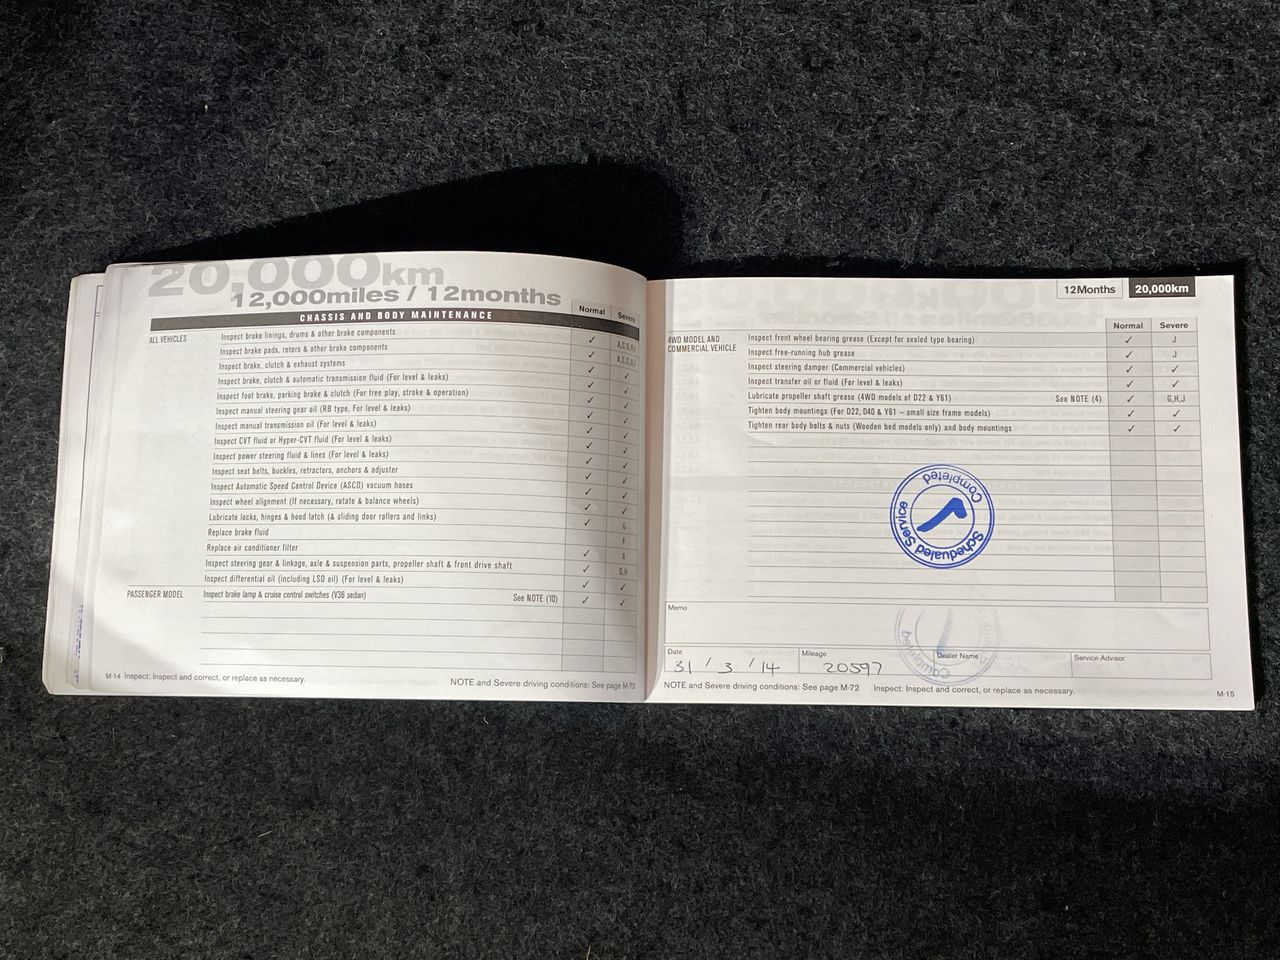 20,000km
12,000miles / 12months
CHASSIS AND BODY MAINTENANCE
Normal Severe
ALL VEHICLES Inspect brake linings, drums & other brake components ✓ A,C,G,H,I
Inspect brake pads, rotors & other brake components ✓ A,C,G,H,I
Inspect brake, clutch & exhaust systems ✓ ✓
Inspect brake, clutch & automatic transmission fluid (For level & leaks) ✓ ✓
Inspect foot brake, parking brake & clutch (For free play, stroke & operation) ✓ ✓
Inspect manual steering gear oil (RB type, For level & leaks) ✓ ✓
Inspect manual transmission oil (For level & leaks) ✓ ✓
Inspect CVT fluid or Hyper-CVT fluid (For level & leaks) ✓ ✓
Inspect power steering fluid & lines (For level & leaks) ✓ ✓
Inspect seat belts, buckles, retractors, anchors & adjuster ✓ ✓
Inspect Automatic Speed Control Device (ASCD) vacuum hoses ✓ ✓
Inspect wheel alignment (If necessary, rotate & balance wheels) ✓ ✓
Lubricate locks, hinges & hood latch (& sliding door rollers and links) ✓ G
Replace brake fluid F
Replace air conditioner filter ✓ A
Inspect steering gear & linkage, axle & suspension parts, propeller shaft & front drive shaft ✓ G,H
Inspect differential oil (including LSD oil) (For level & leaks) ✓ ✓
PASSENGER MODEL Inspect brake lamp & cruise control switches (V36 sedan) See NOTE (10) ✓ ✓
M-14 Inspect: Inspect and correct, or replace as necessary. NOTE and Severe driving conditions: See page M-72
12Months 20,000km
Normal Severe
4WD MODEL AND COMMERCIAL VEHICLE Inspect front wheel bearing grease (Except for sealed type bearing) ✓ J
Inspect free-running hub grease ✓ J
Inspect steering damper (Commercial vehicles) ✓ ✓
Inspect transfer oil or fluid (For level & leaks) ✓ ✓
Lubricate propeller shaft grease (4WD models of D22 & Y61) See NOTE (4) ✓ G,H,J
Tighten body mountings (For D22, D40 & Y61 – small size frame models) ✓ ✓
Tighten rear body bolts & nuts (Wooden bed models only) and body mountings ✓ ✓
Schedualed Service Completed
Memo
Completed
Date Mileage Dealer Name Service Advisor
31 / 3 / 14 20597
NOTE and Severe driving conditions: See page M-72 Inspect: Inspect and correct, or replace as necessary.
M-15